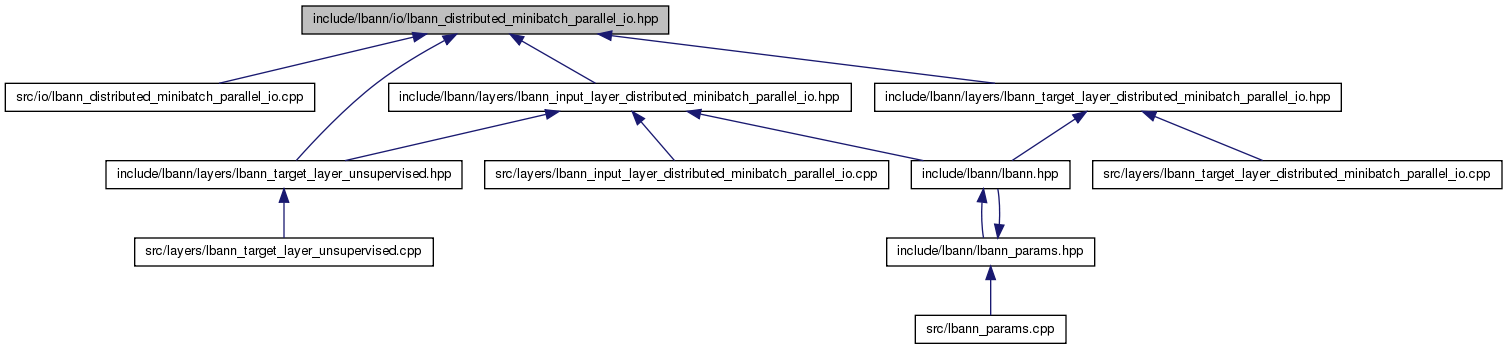 include/lbann/io/lbann_distributed_minibatch_parallel_io.hpp
src/io/lbann_distributed_minibatch_parallel_io.cpp
include/lbann/layers/lbann_input_layer_distributed_minibatch_parallel_io.hpp
include/lbann/layers/lbann_target_layer_distributed_minibatch_parallel_io.hpp
include/lbann/layers/lbann_target_layer_unsupervised.hpp
src/layers/lbann_input_layer_distributed_minibatch_parallel_io.cpp
include/lbann/lbann.hpp
src/layers/lbann_target_layer_distributed_minibatch_parallel_io.cpp
src/layers/lbann_target_layer_unsupervised.cpp
include/lbann/lbann_params.hpp
src/lbann_params.cpp